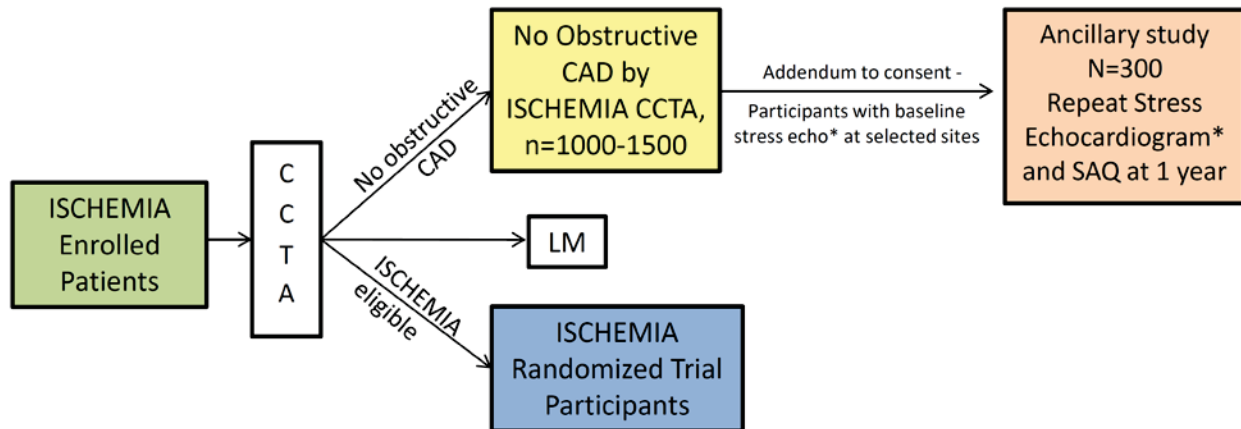 ISCHEMIA
Enrolled
Patients
C
C
T
A
No obstructive
CAD
No Obstructive
CAD by
ISCHEMIA CCTA,
n=1000-1500
Addendum to consent -
Participants with baseline
stress echo* at selected sites
Ancillary study
N=300
Repeat Stress
Echocardiogram*
and SAQ at 1 year
LM
ISCHEMIA
eligible
ISCHEMIA
Randomized Trial
Participants